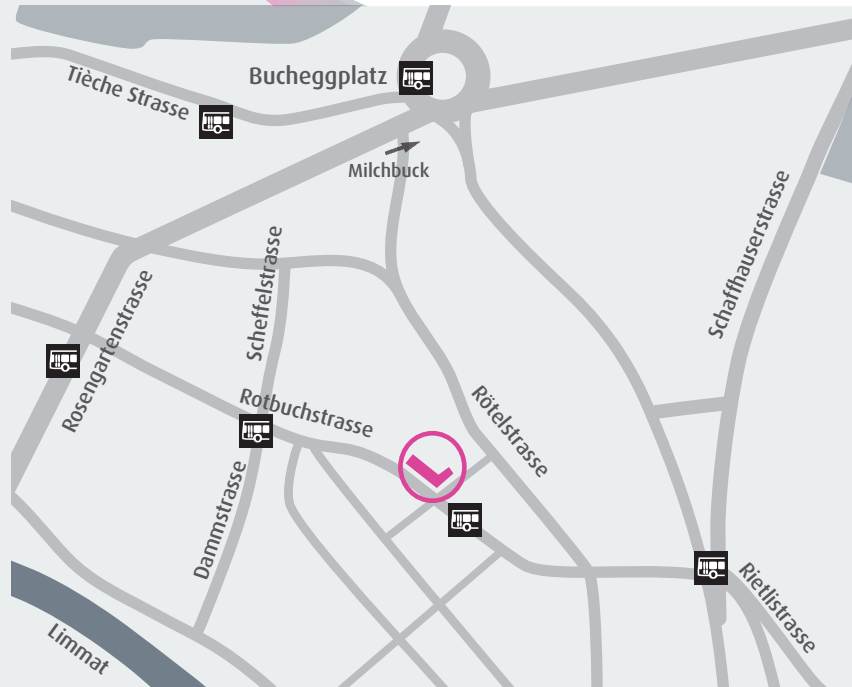 Bucheggplatz
Tièche Strasse
Milchbuck
Schaffhauserstrasse
Scheffelstrasse
Rosengartenstrasse
Rotbuchstrasse
Rötelstrasse
Dammstrasse
Rietlistrasse
Limmat